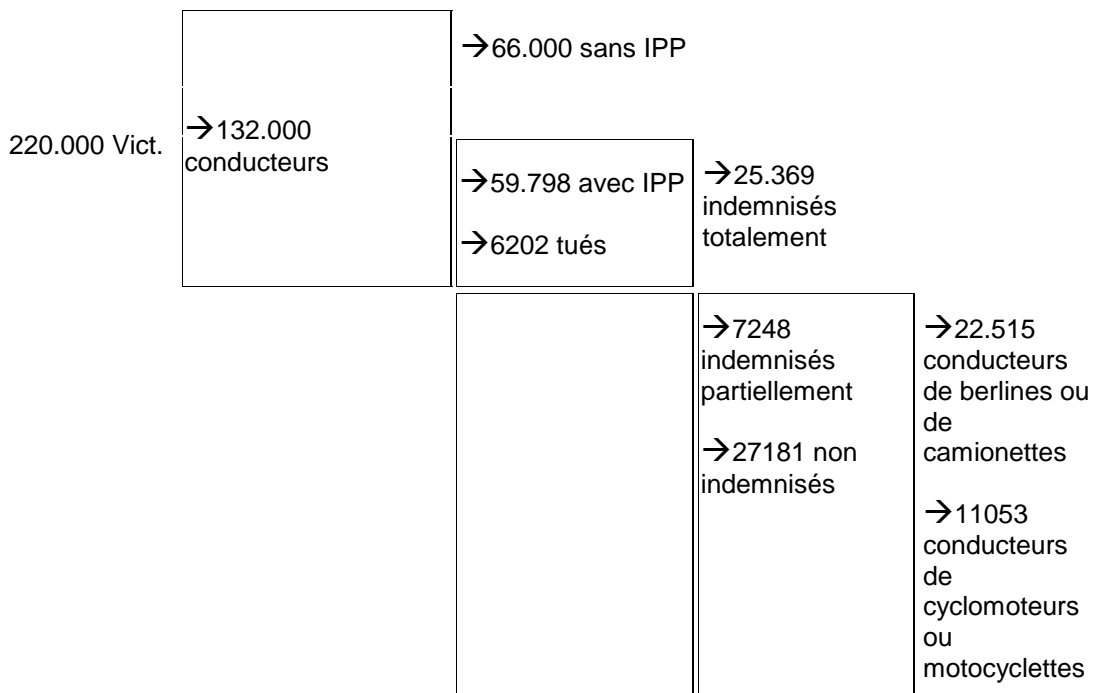 220.000 Vict.
→132.000
conducteurs
→66.000 sans IPP
→59.798 avec IPP
→6202 tués
→25.369
indemnisés
totalement
→7248
indemnisés
partiellement
→27181 non
indemnisés
→22.515
conducteurs
de berlines ou
de
camionettes
→11053
conducteurs
de
cyclomoteurs
ou
motocyclettes